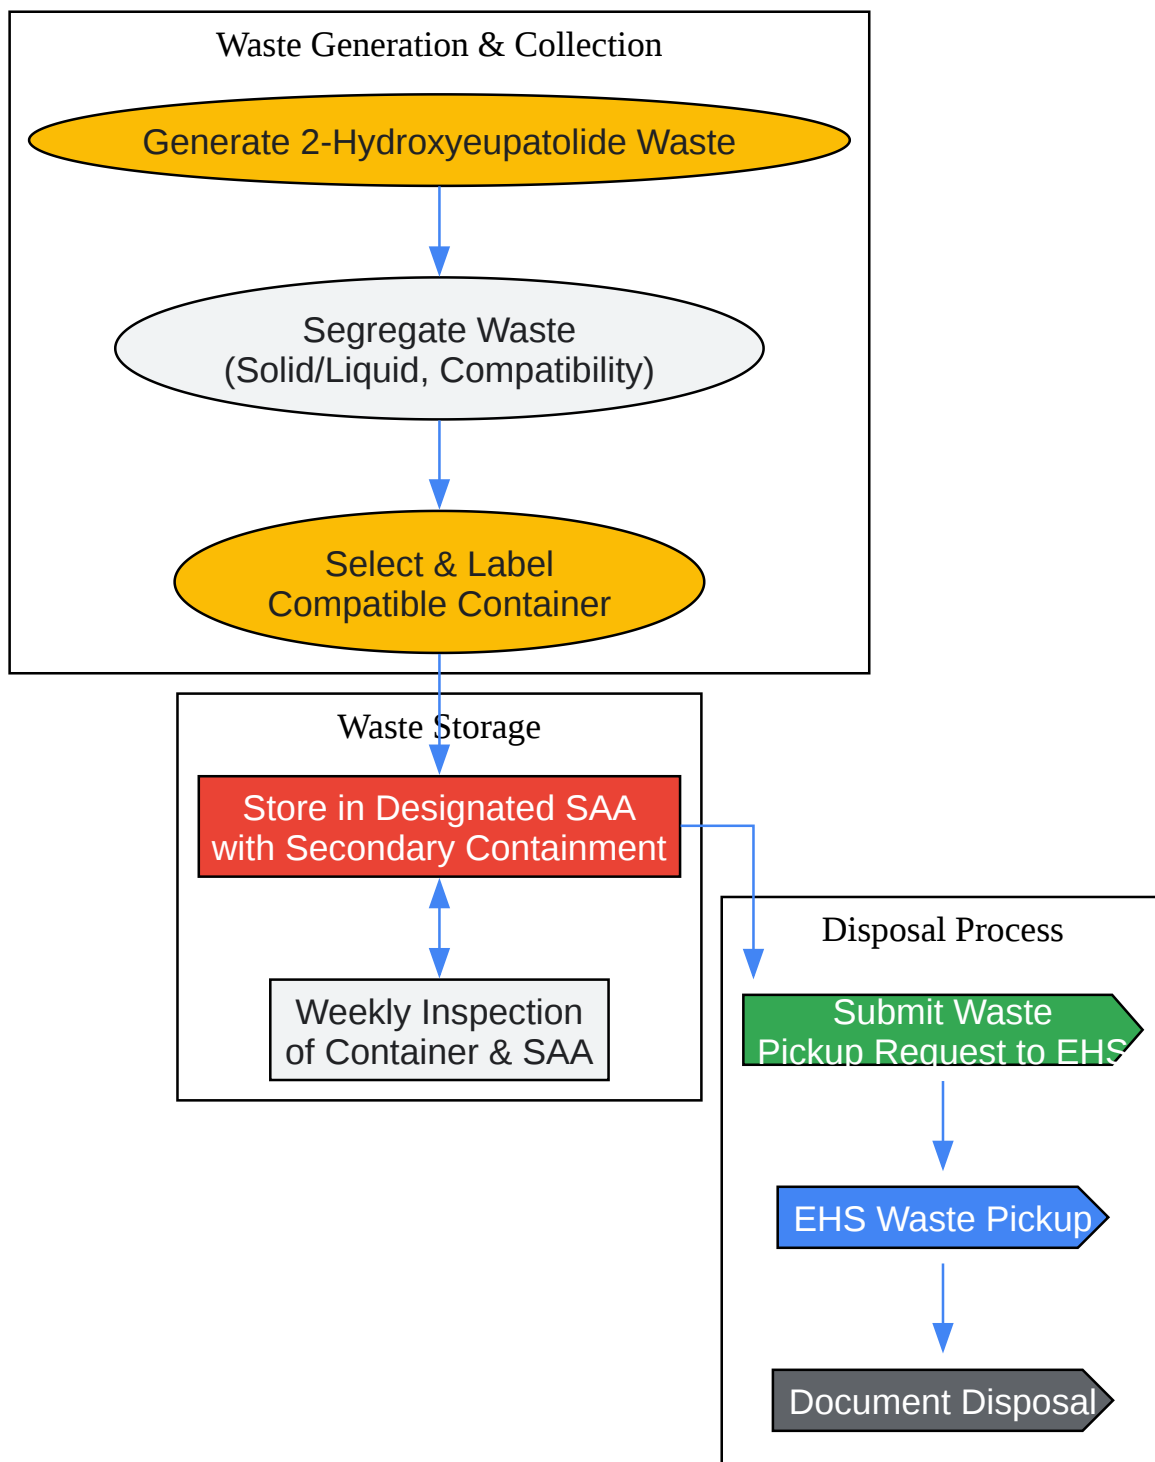 Waste Generation & Collection
Generate 2-Hydroxyeupatolide Waste
Segregate Waste
(Solid/Liquid, Compatibility)
Select & Label
Compatible Container
Waste Storage
Store in Designated SAA
with Secondary Containment
Weekly Inspection
of Container & SAA
Disposal Process
Submit Waste
Pickup Request to EHS
EHS Waste Pickup
Document Disposal